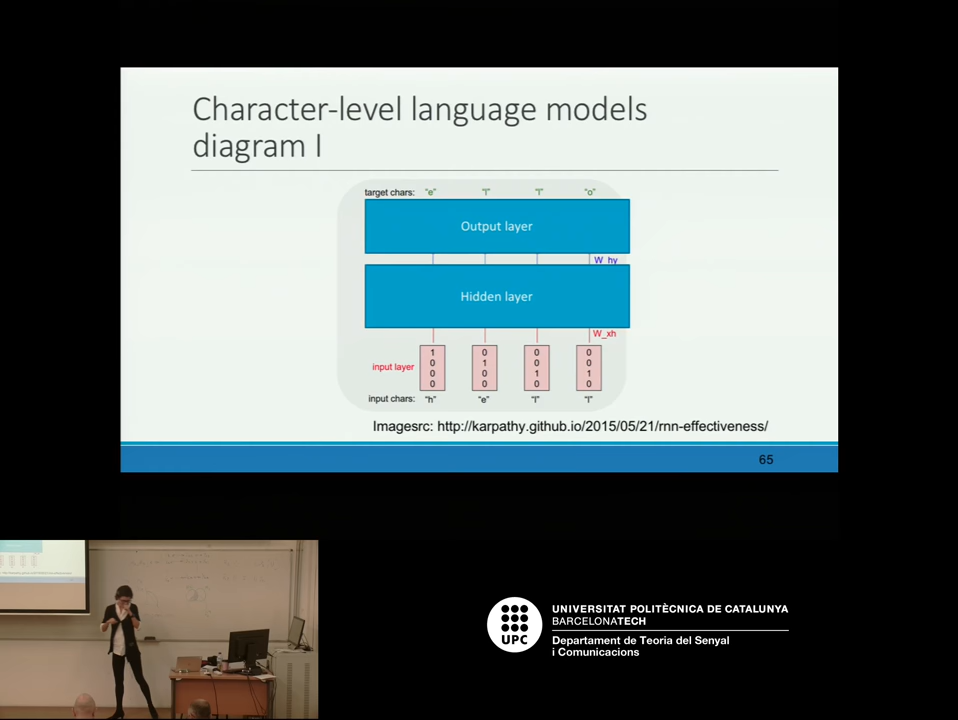 Character-level language models
diagram I
target chars: "e" "l" "l" "o"
Output layer
W_hy
Hidden layer
W_xh
1 0 0 0
0 1 0 0
input layer
0 0 1 1
0 0 0 0
input chars: "h" "e" "l" "l"
Imagesrc: http://karpathy.github.io/2015/05/21/rnn-effectiveness/
65
UPC
UNIVERSITAT POLITÈCNICA DE CATALUNYA
BARCELONATECH
Departament de Teoria del Senyal
i Comunicacions